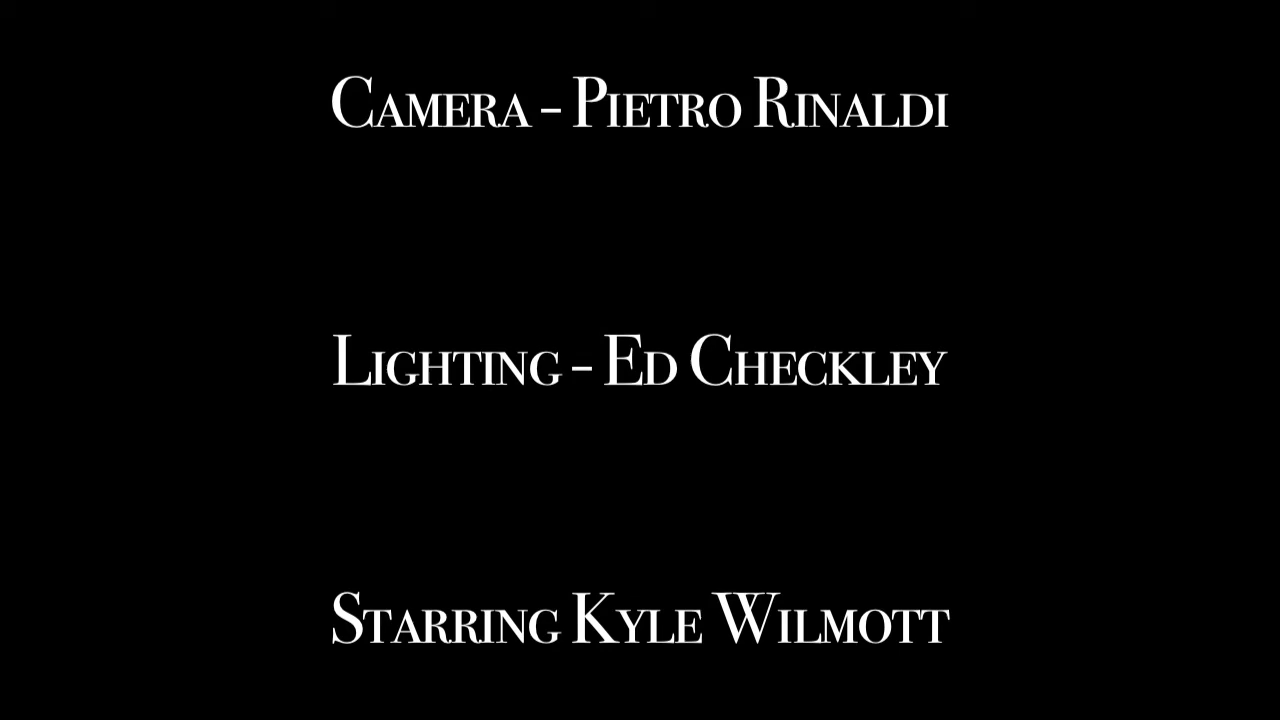 Camera - Pietro Rinaldi
Lighting - Ed Checkley
Starring Kyle Wilmott